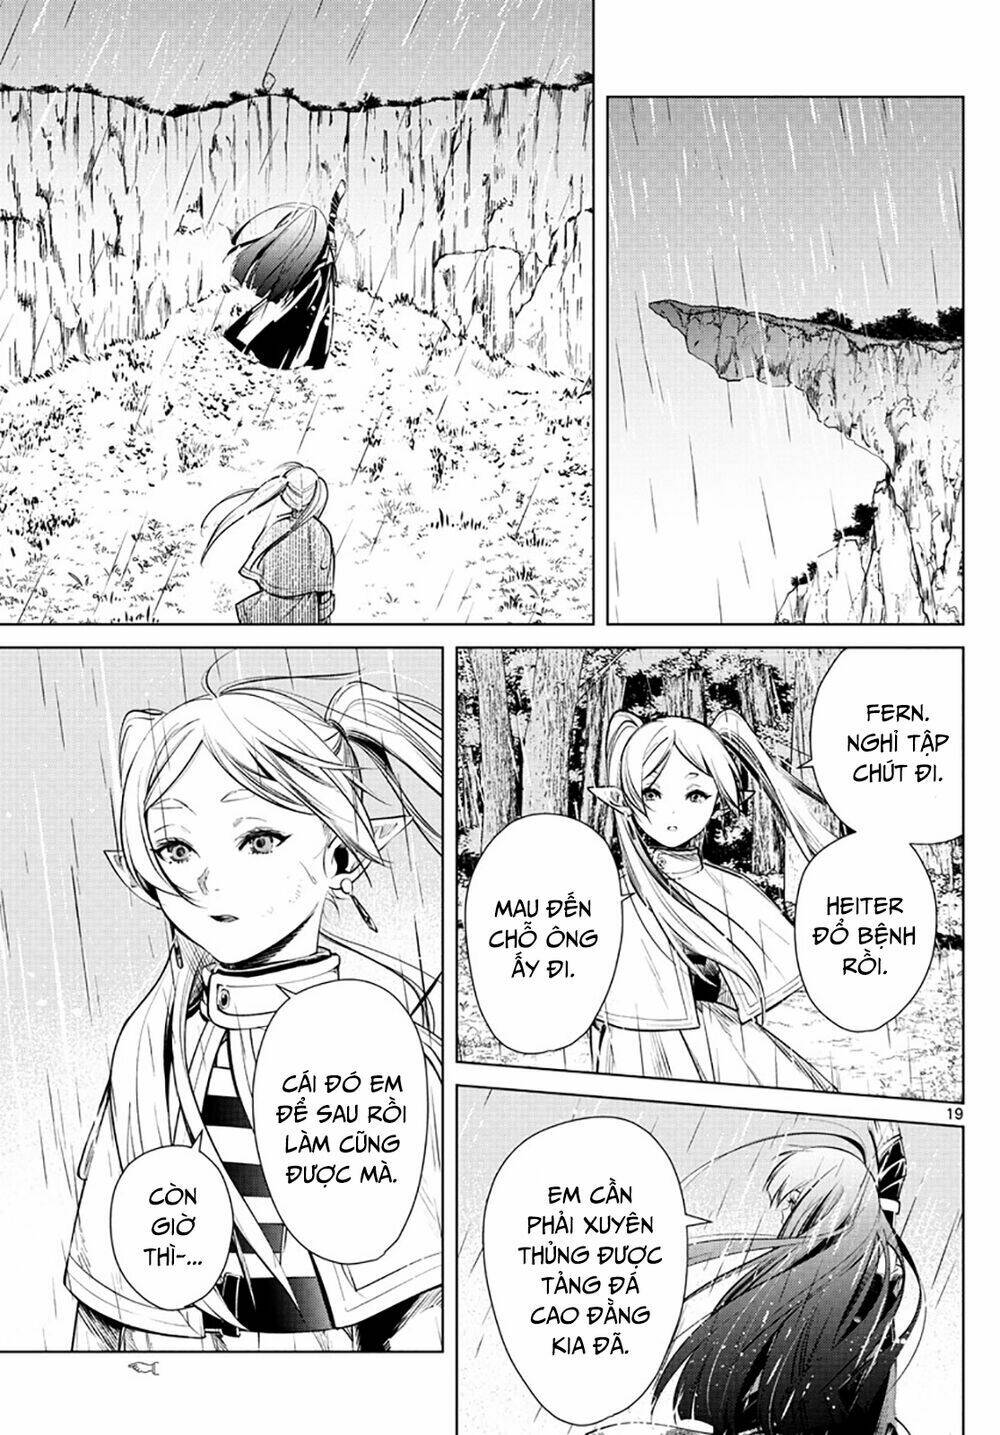 FERN.
NGHỈ TẬP
CHÚT ĐI.
HEITER
ĐỔ BỆNH
RỒI.
MAU ĐẾN
CHỖ ÔNG
ẤY ĐI.
19
EM CẦN
PHẢI XUYÊN
THỦNG ĐƯỢC
TẢNG ĐÁ
CAO ĐẰNG
KIA ĐÃ.
CÁI ĐÓ EM
ĐỂ SAU RỒI
LÀM CŨNG
ĐƯỢC MÀ.
CÒN
GIỜ
THÌ-...